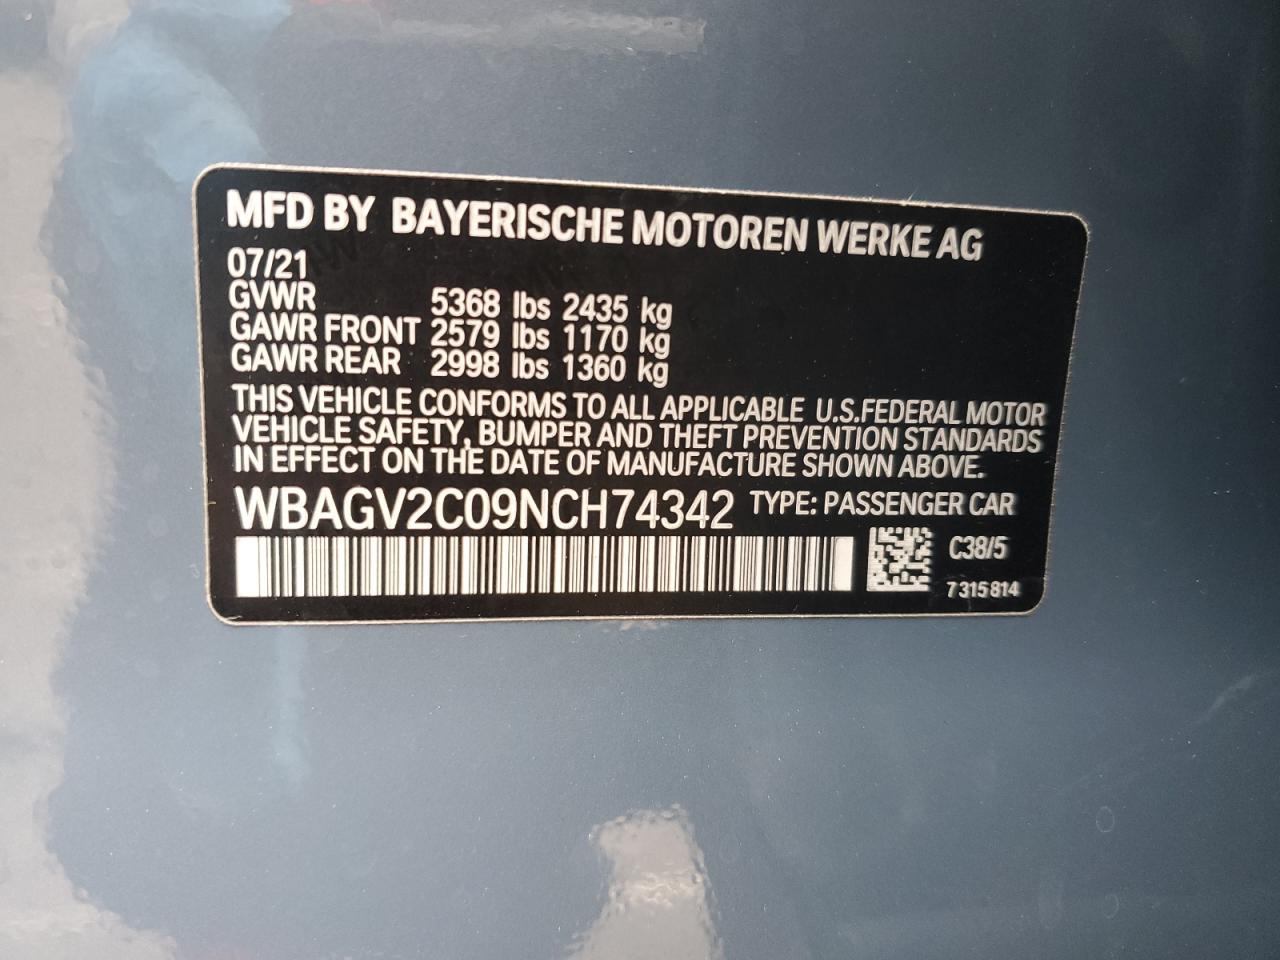 MFD BY BAYERISCHE MOTOREN WERKE AG
07/21
GVWR 5368 lbs 2435 kg
GAWR FRONT 2579 lbs 1170 kg
GAWR REAR 2998 lbs 1360 kg
THIS VEHICLE CONFORMS TO ALL APPLICABLE U.S.FEDERAL MOTOR
VEHICLE SAFETY, BUMPER AND THEFT PREVENTION STANDARDS
IN EFFECT ON THE DATE OF MANUFACTURE SHOWN ABOVE.
WBAGV2C09NCH74342 TYPE: PASSENGER CAR
C38/5
7 315 814